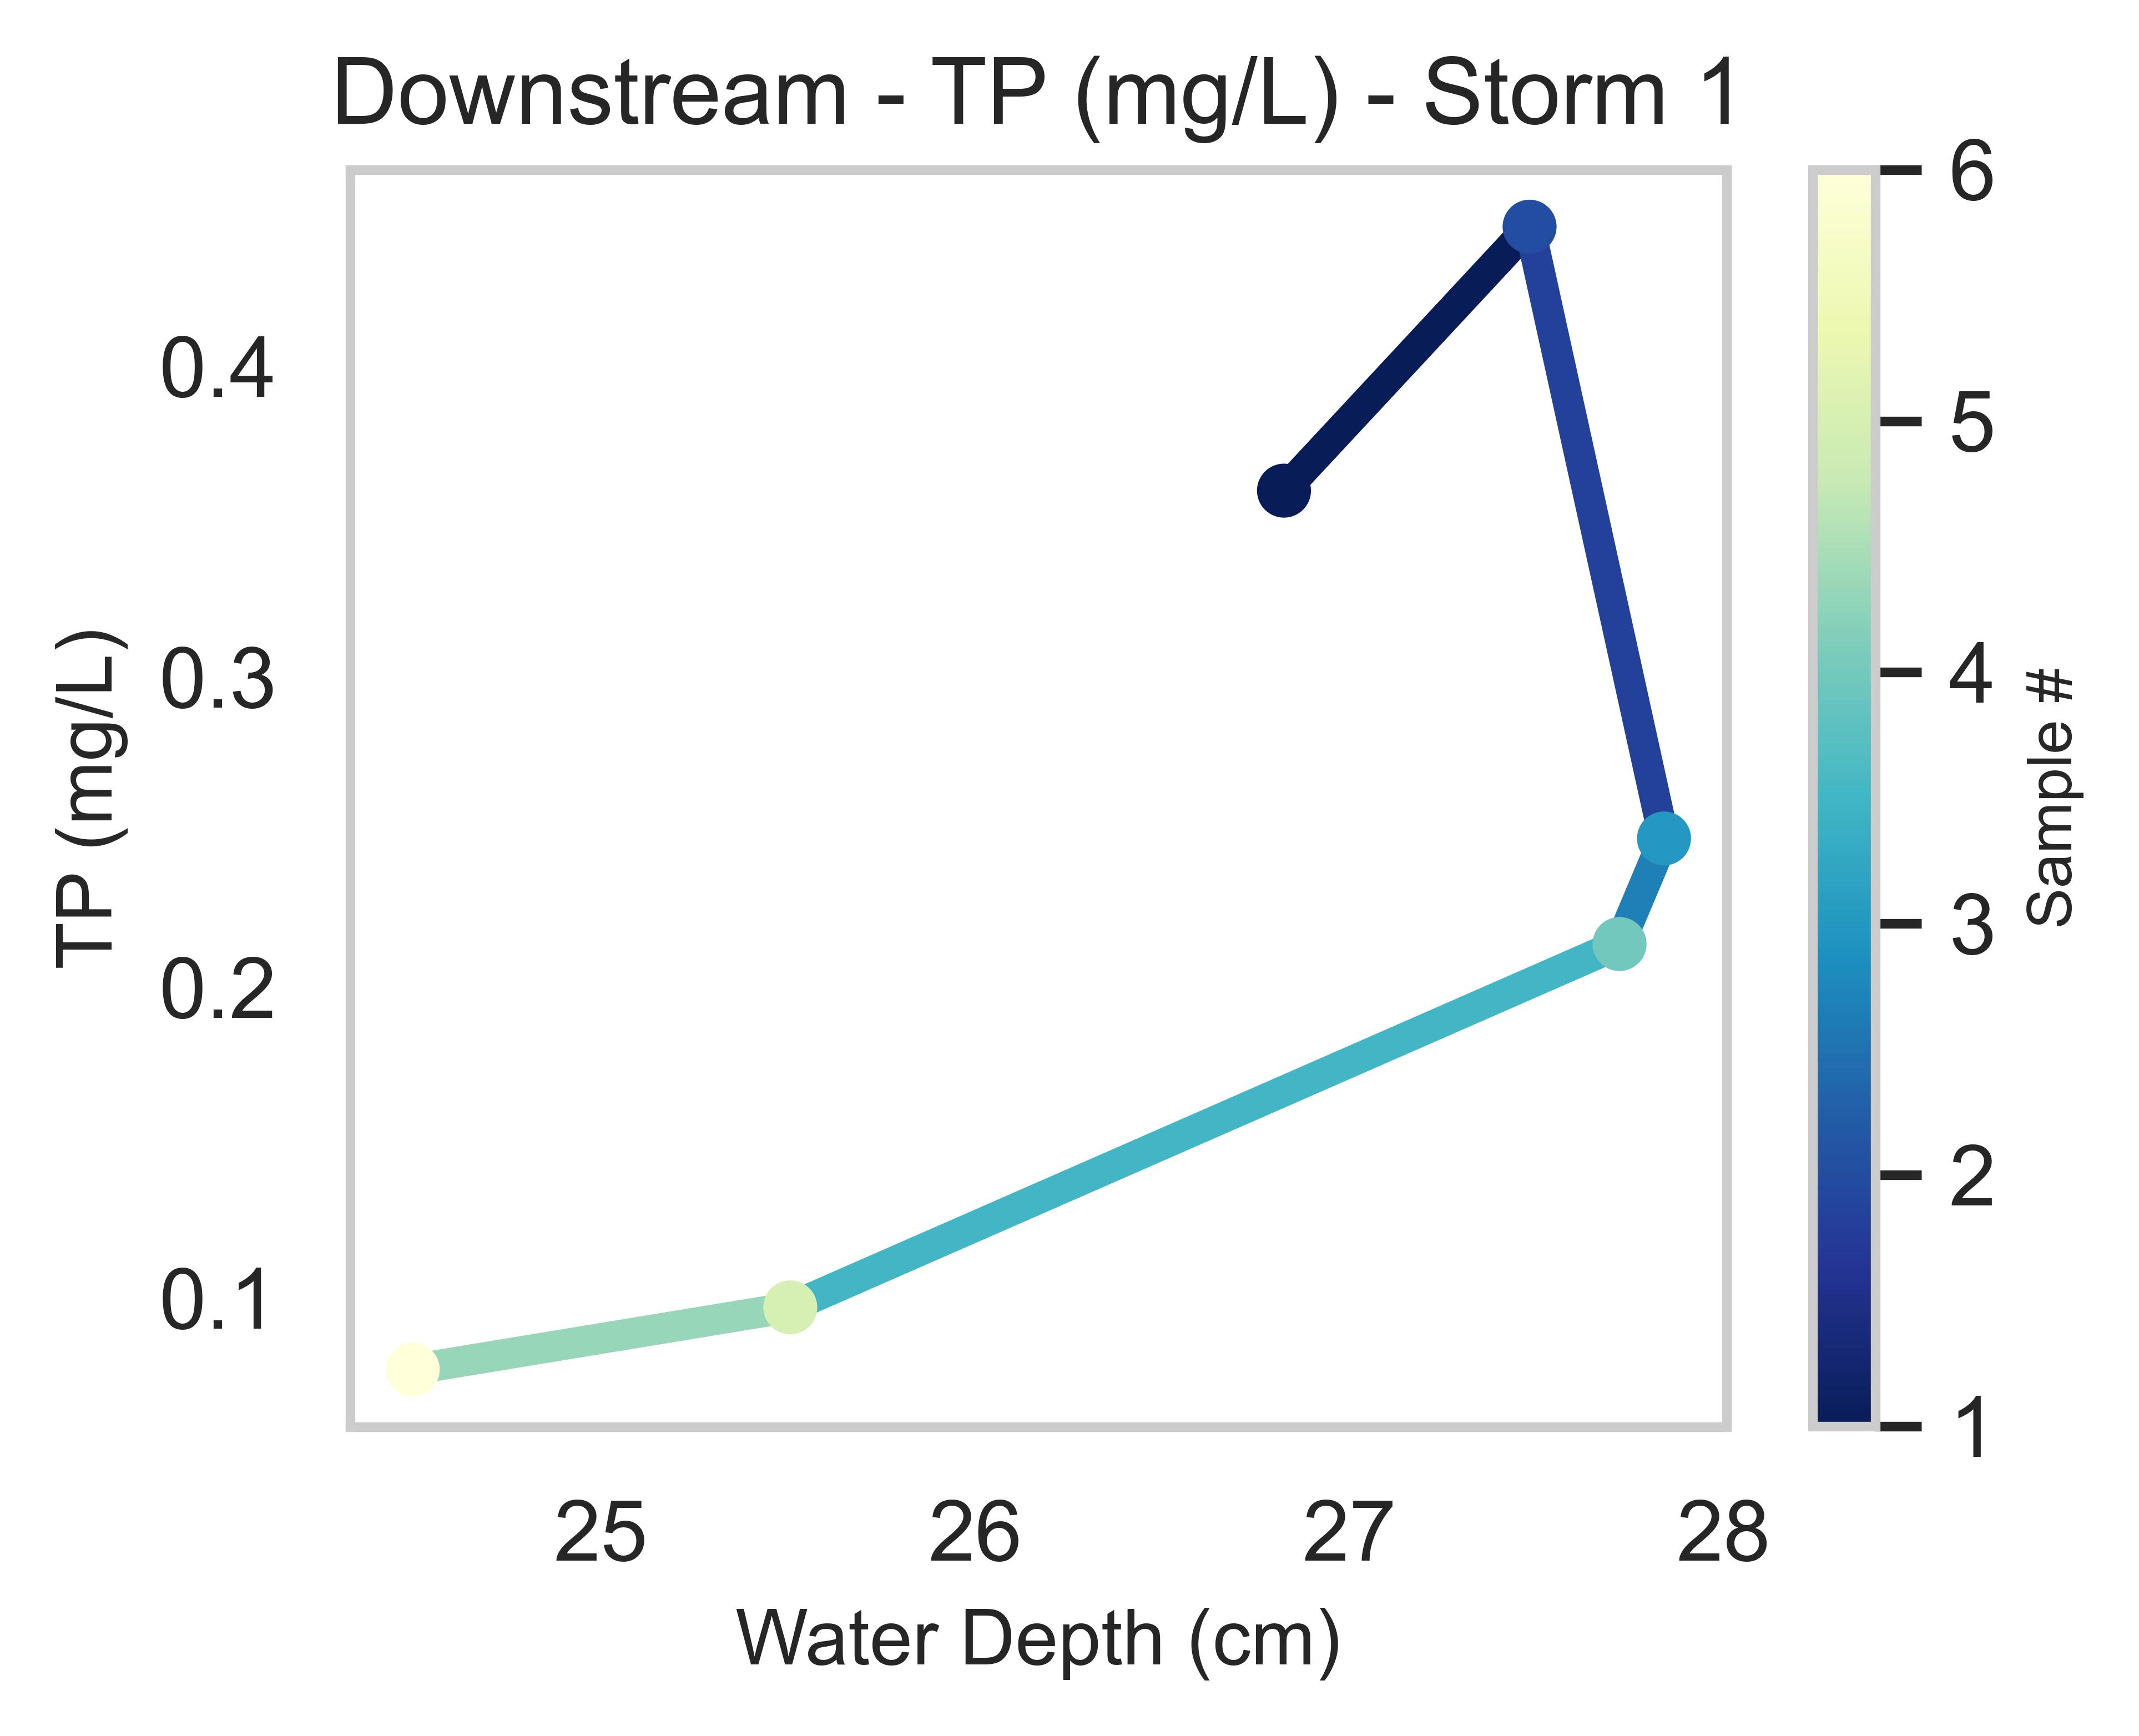 Downstream - TP (mg/L) - Storm 1
TP (mg/L)
0.4
0.3
0.2
0.1
25 26 27 28
Water Depth (cm)
6
5
4
3
2
1
Sample #